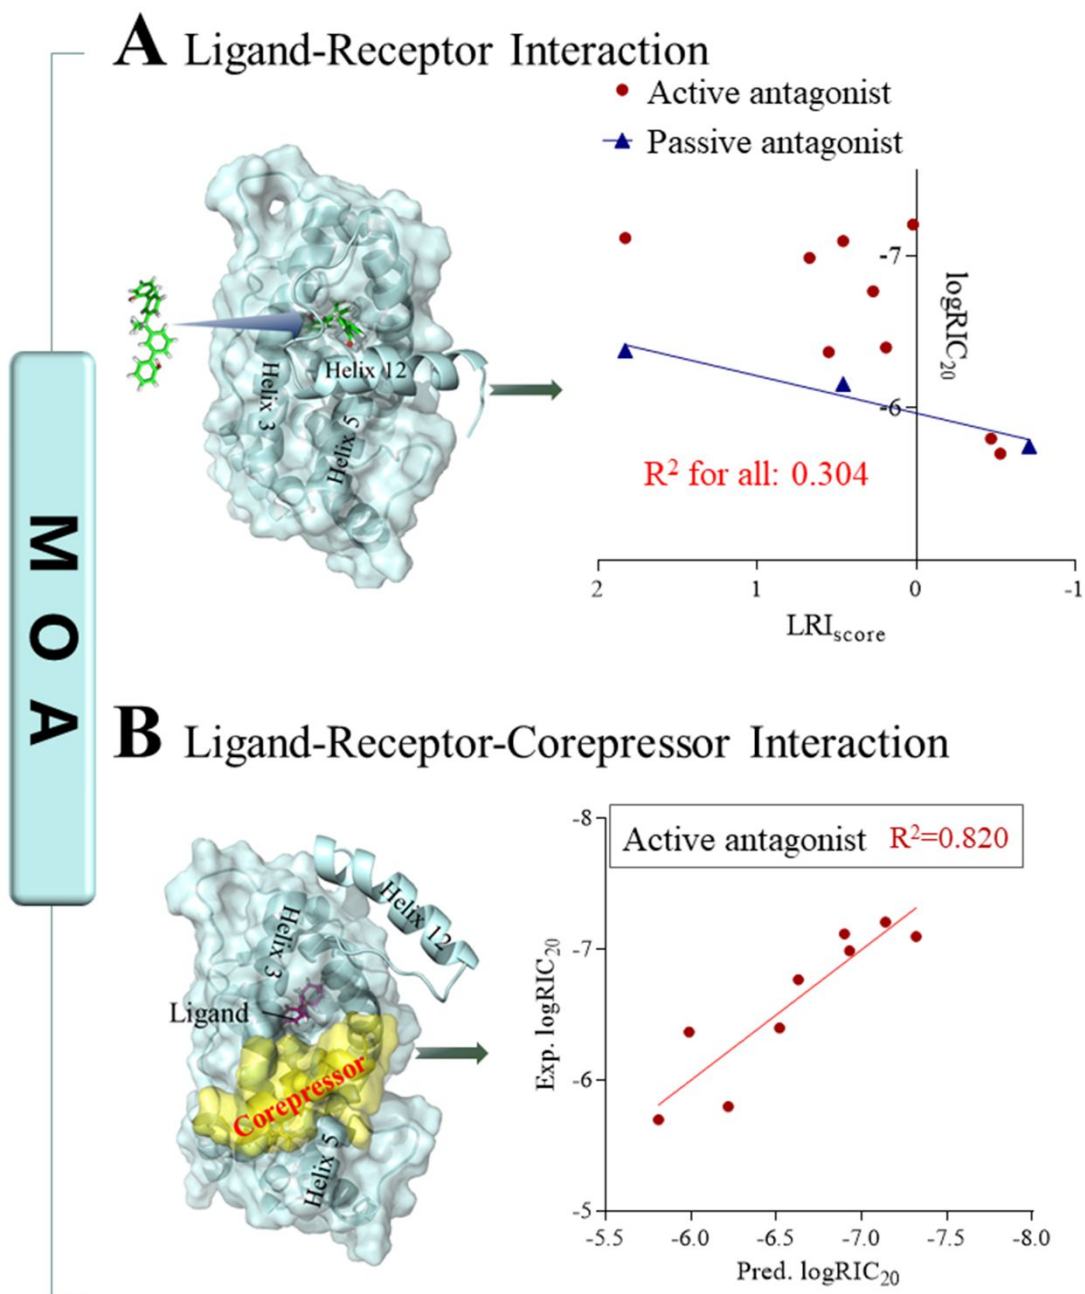 A Ligand-Receptor Interaction
Active antagonist
Passive antagonist
Helix 12
Helix 3
Helix 5
-7
-6
logRIC20
R2 for all: 0.304
2 1 0 -1
LRIscore
MOA
B Ligand-Receptor-Corepressor Interaction
Helix 12
Helix 3
Ligand
Corepressor
Helix 5
Active antagonist R2=0.820
-8
-7
-6
-5
Exp. logRIC20
-5.5 -6.0 -6.5 -7.0 -7.5 -8.0
Pred. logRIC20